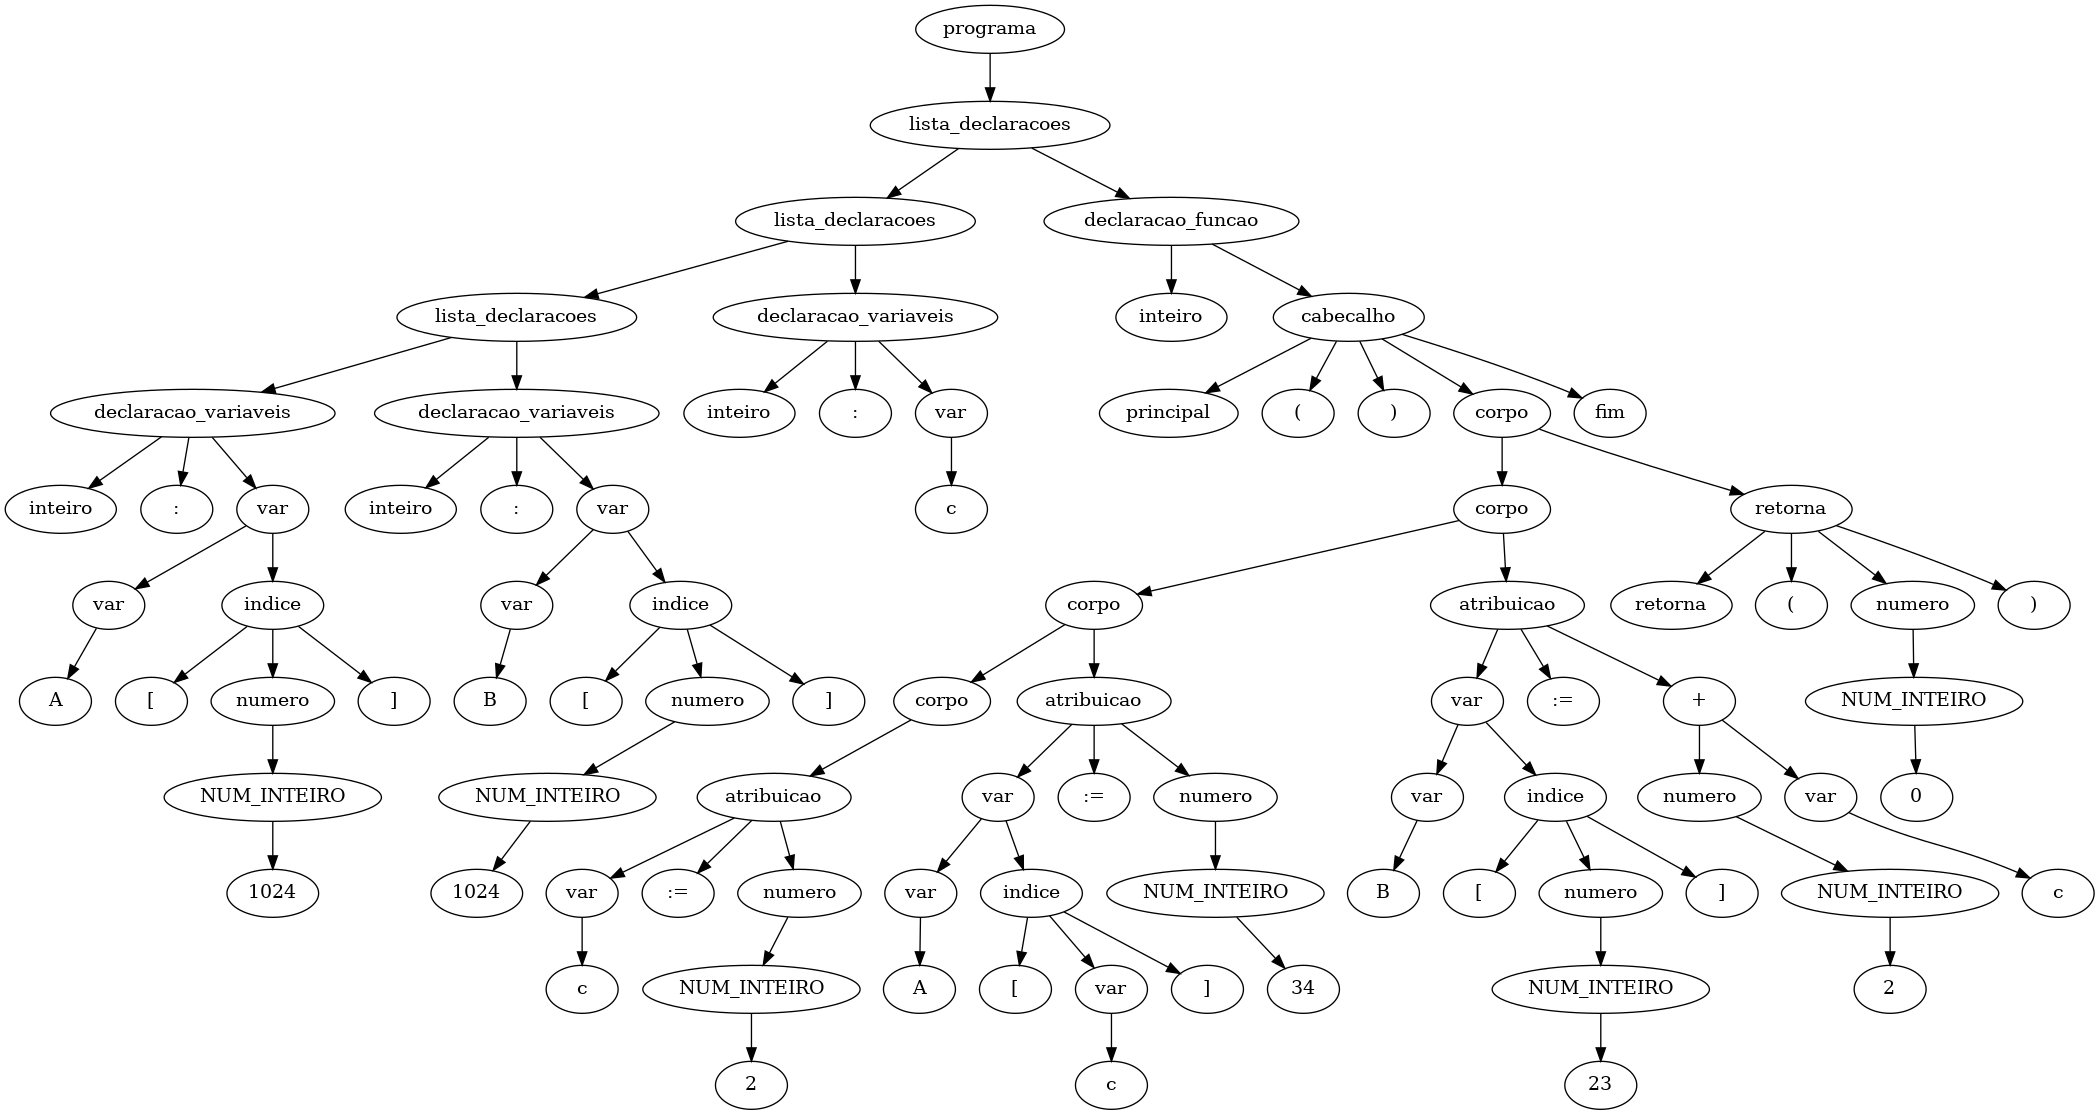 programa
lista_declaracoes
lista_declaracoes
declaracao_funcao
lista_declaracoes
declaracao_variaveis
inteiro
cabecalho
declaracao_variaveis
declaracao_variaveis
inteiro
:
var
principal
(
)
corpo
fim
inteiro
:
var
inteiro
:
var
c
corpo
retorna
var
indice
var
indice
corpo
atribuicao
retorna
(
numero
)
A
[
numero
]
B
[
numero
]
corpo
atribuicao
var
:=
+
NUM_INTEIRO
NUM_INTEIRO
NUM_INTEIRO
atribuicao
var
:=
numero
var
indice
numero
var
0
1024
1024
var
:=
numero
var
indice
NUM_INTEIRO
B
[
numero
]
NUM_INTEIRO
c
c
NUM_INTEIRO
A
[
var
]
34
NUM_INTEIRO
2
2
c
23